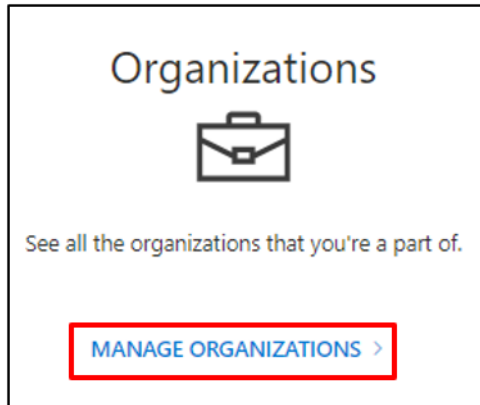 Organizations
See all the organizations that you're a part of.
MANAGE ORGANIZATIONS >